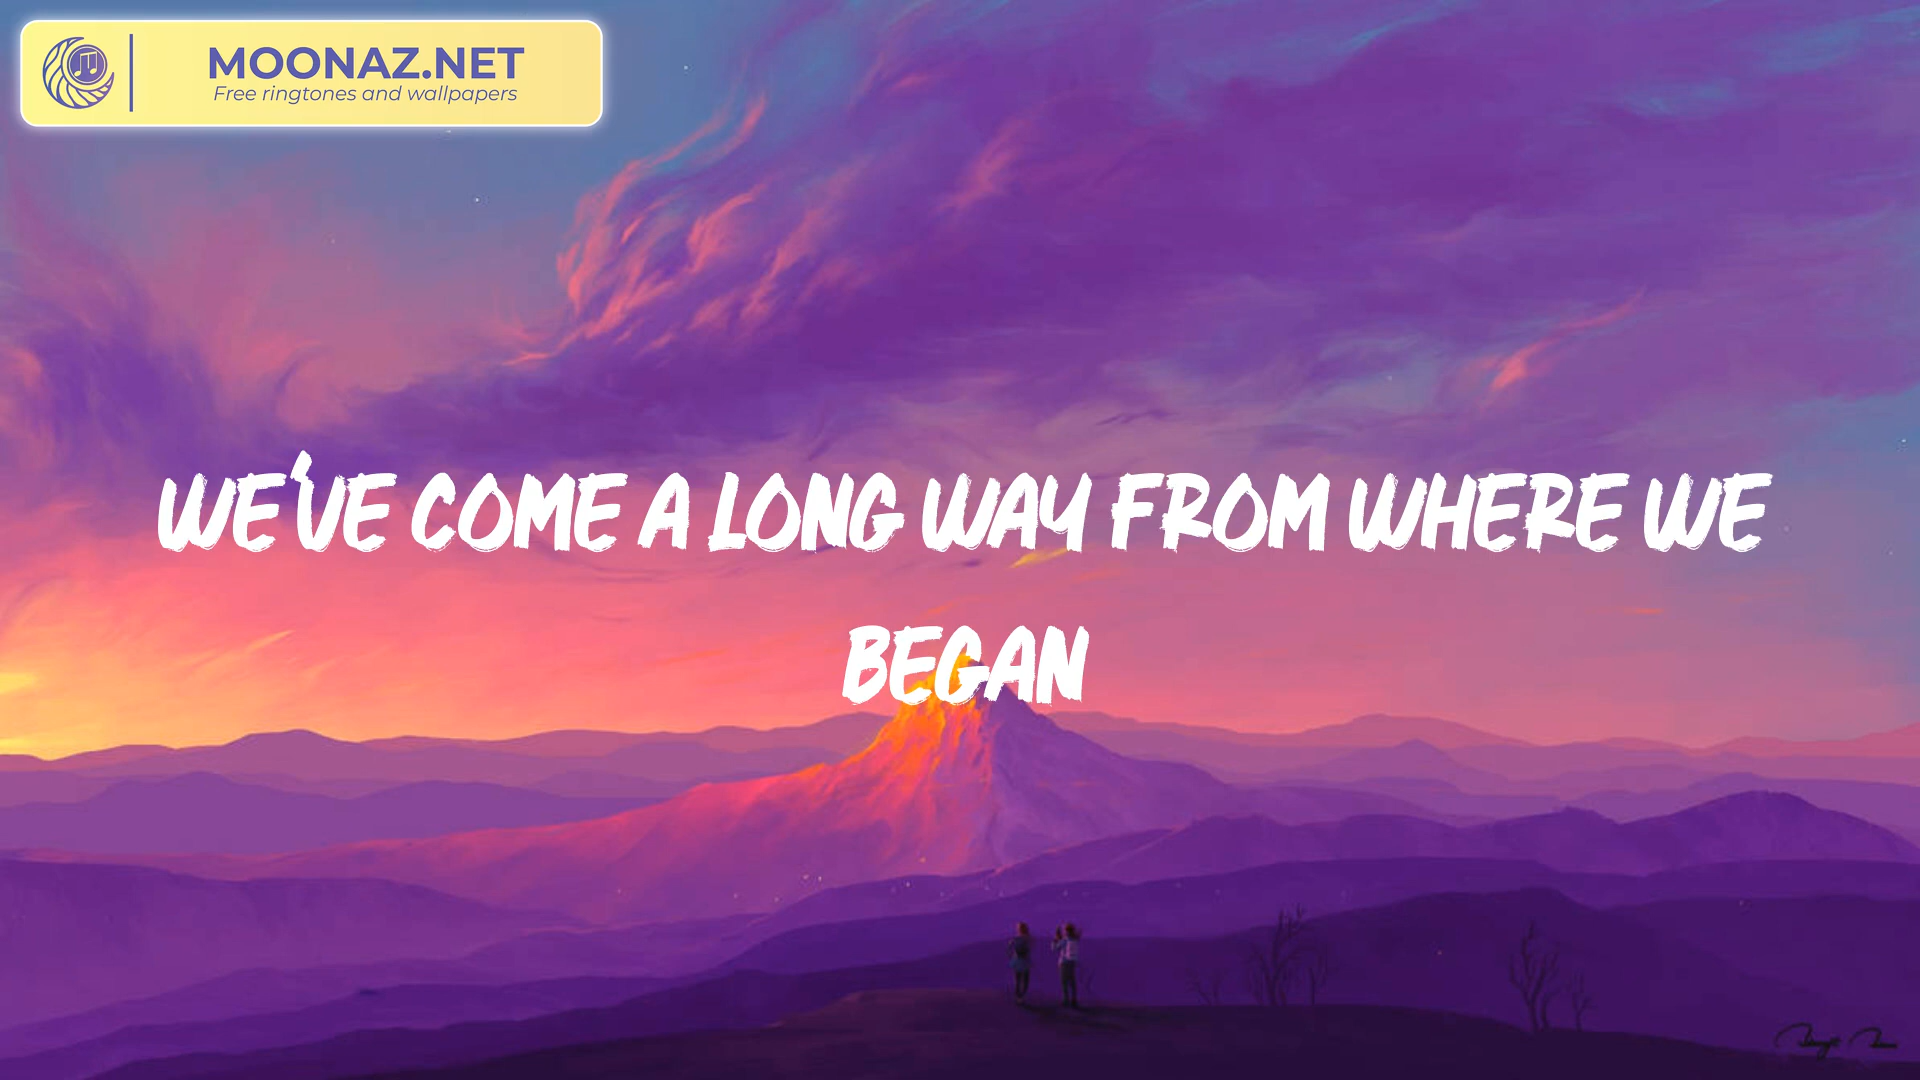 MOONAZ.NET
Free ringtones and wallpapers
WE'VE COME A LONG WAY FROM WHERE WE
BEGAN